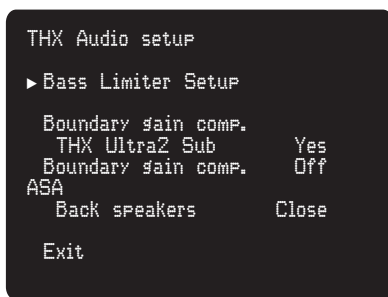 THX Audio setup
▶ Bass Limiter Setup
Boundary gain comp.
THX Ultra2 Sub Yes
Boundary gain comp. Off
ASA
Back speakers Close
Exit